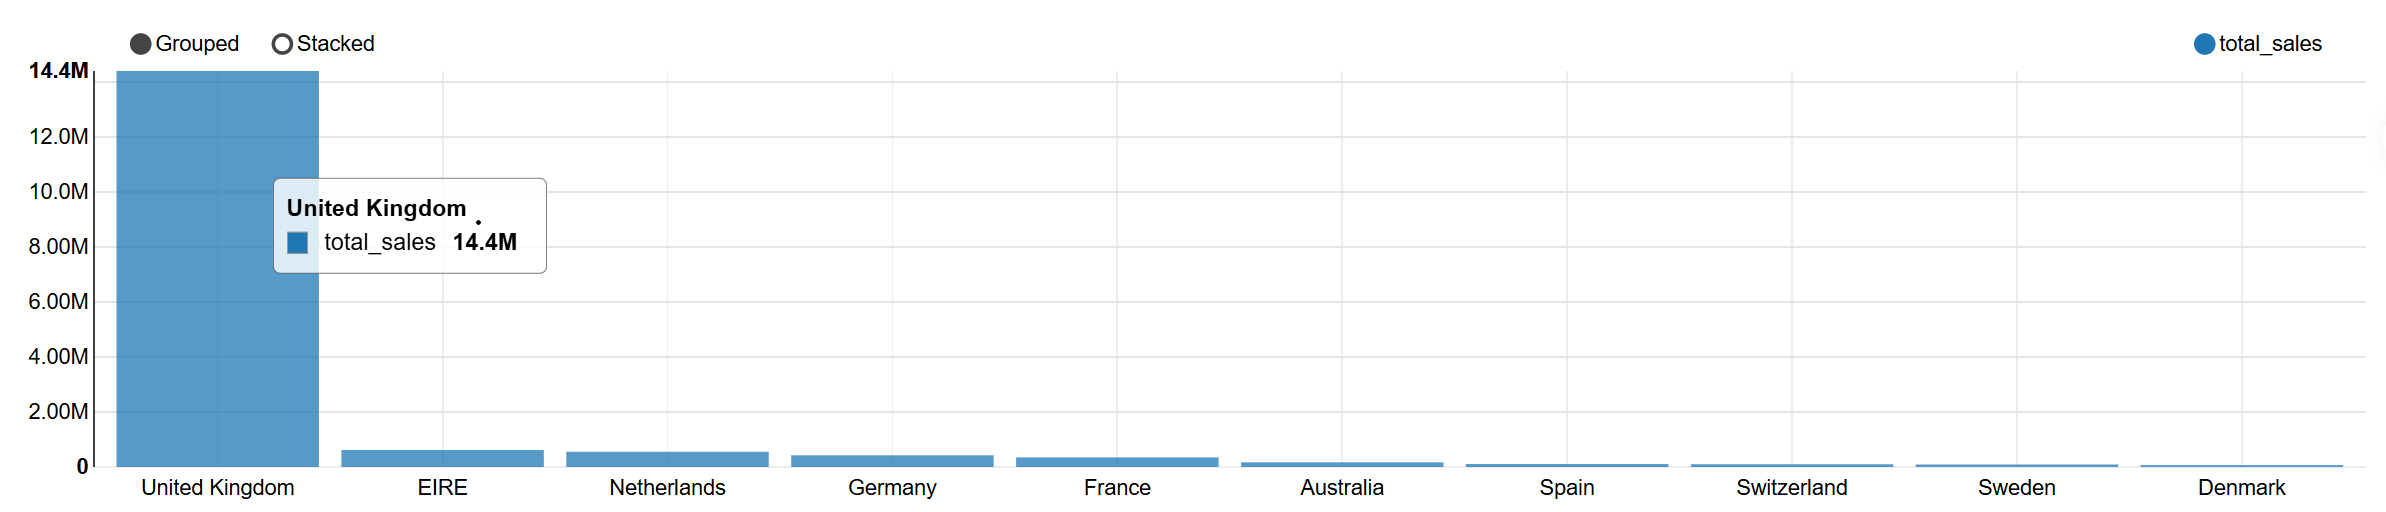 Grouped Stacked total_sales
14.4M
12.0M
10.0M
8.00M
6.00M
4.00M
2.00M
0
United Kingdom
total_sales 14.4M
United Kingdom EIRE Netherlands Germany France Australia Spain Switzerland Sweden Denmark